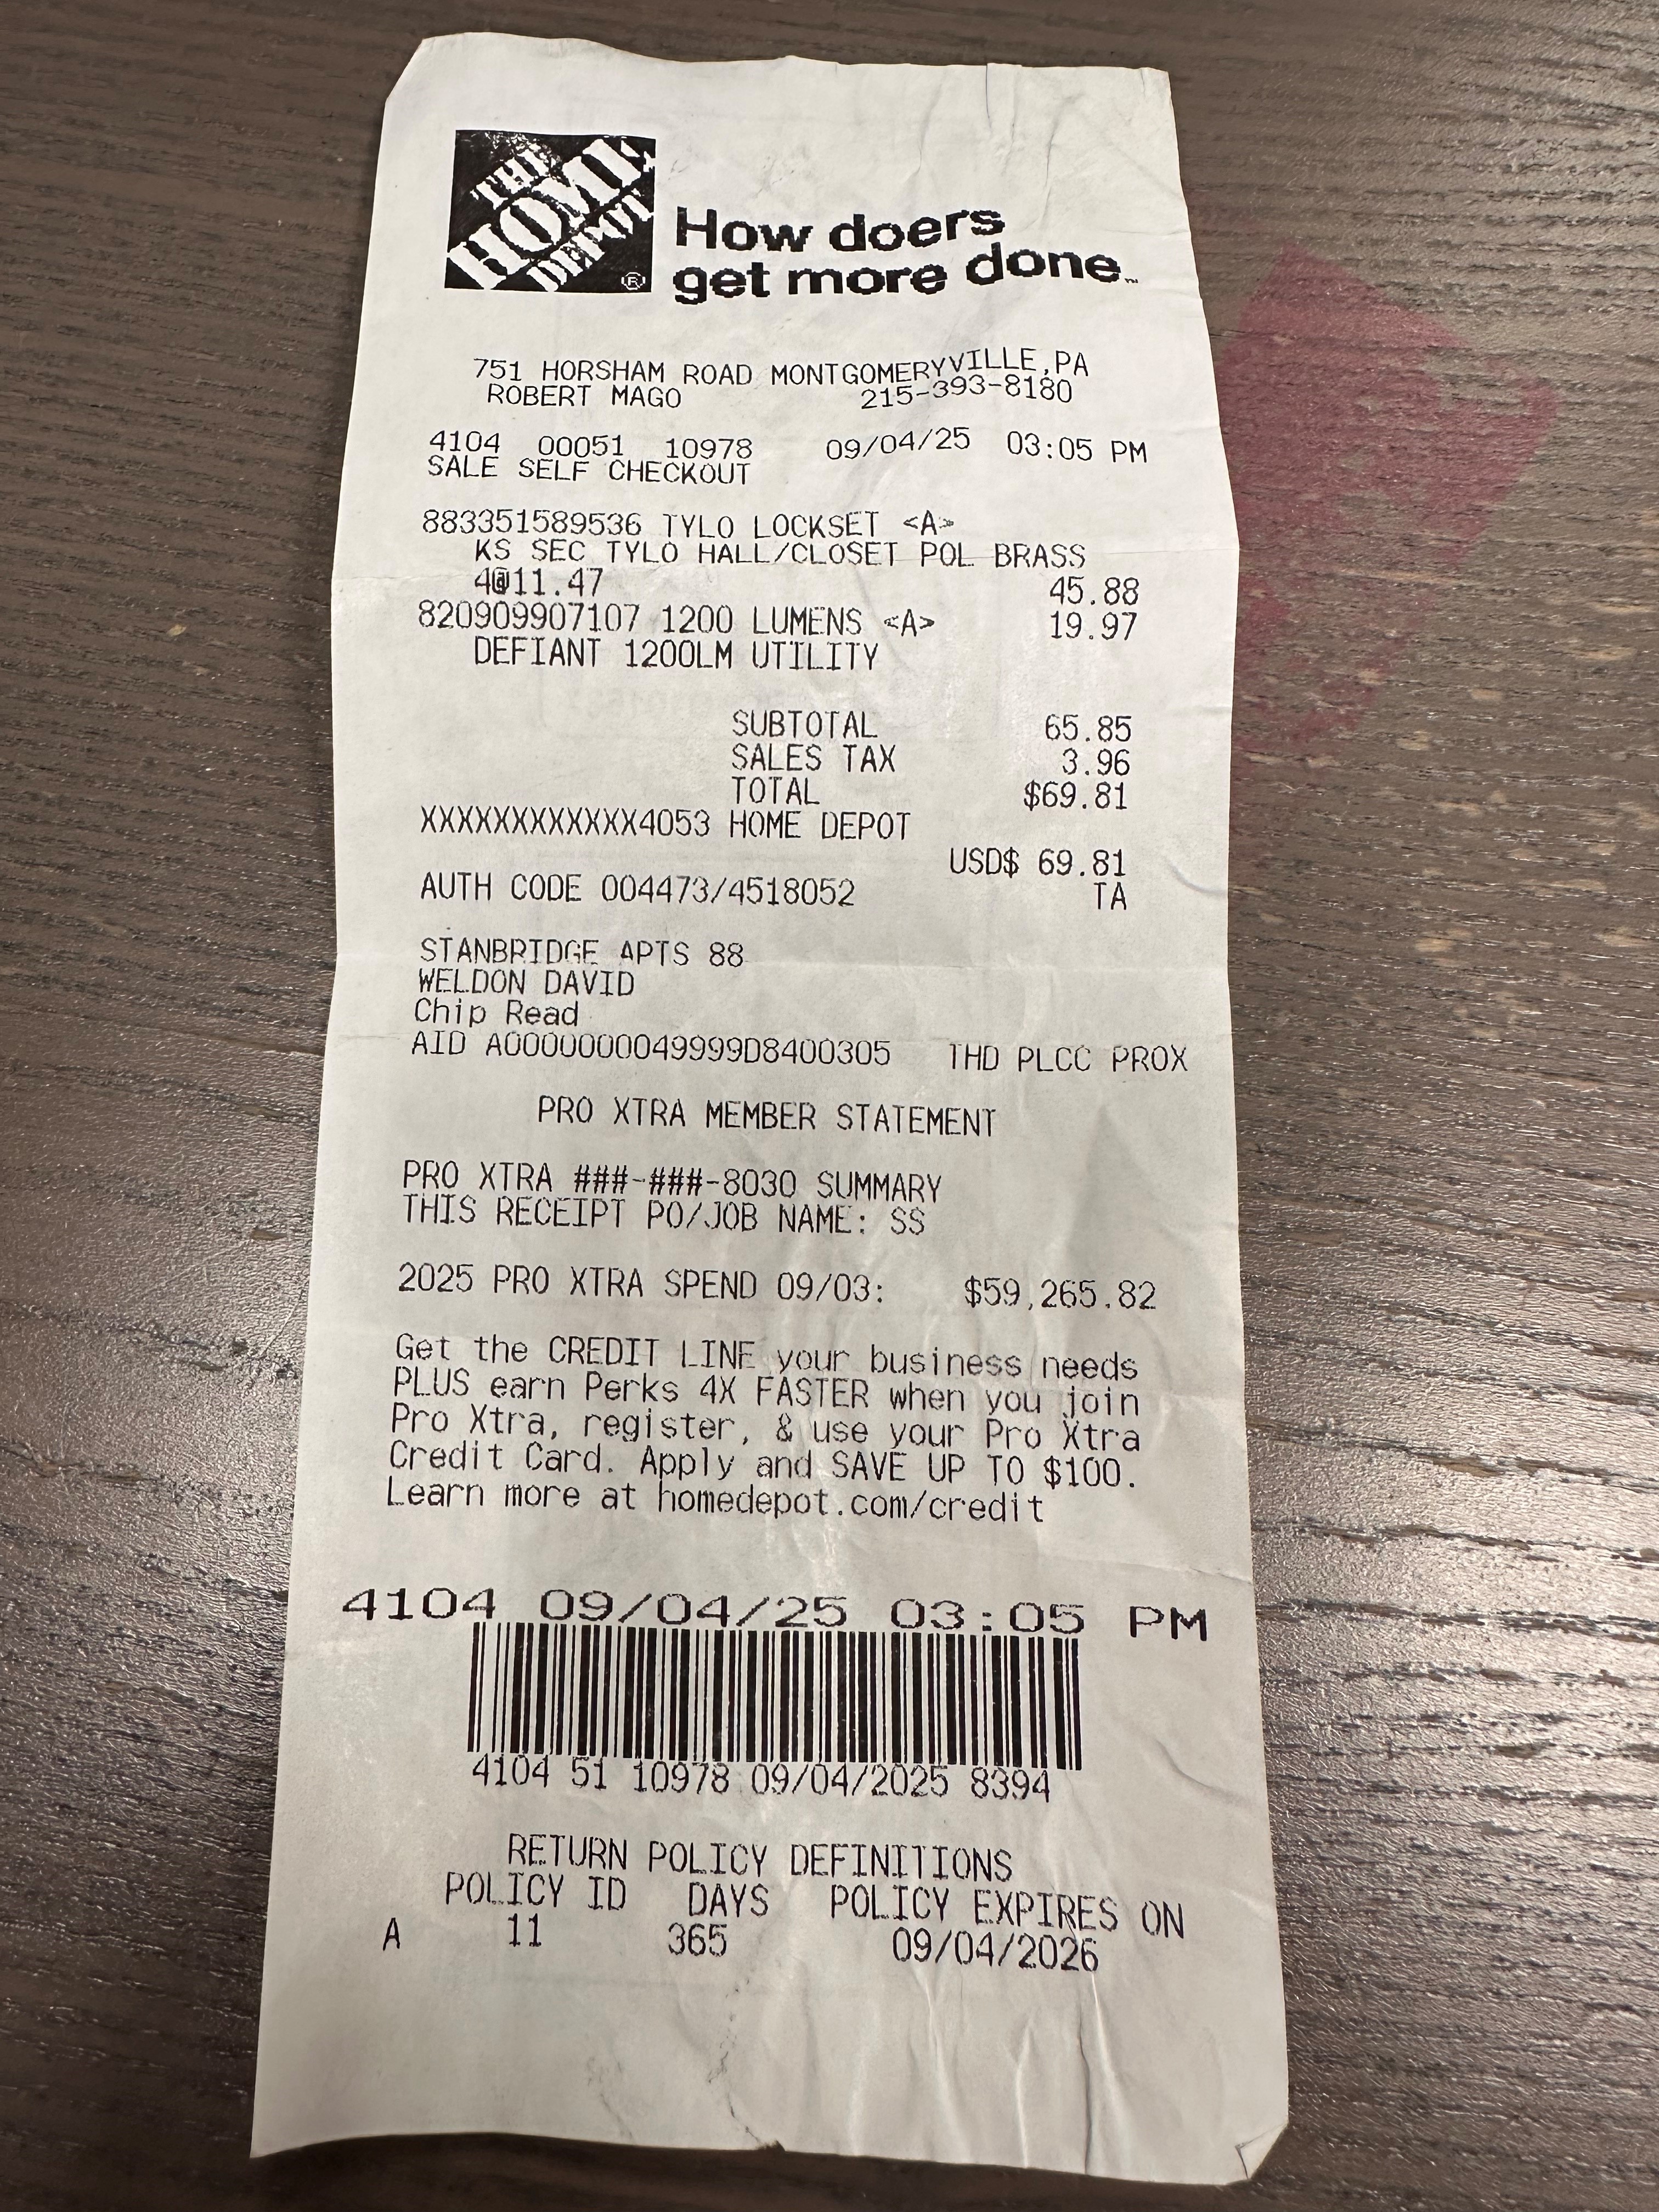 THE
HOME
DEPOT
®
How doers
get more done™
751 HORSHAM ROAD MONTGOMERYVILLE,PA
ROBERT MAGO 215-393-8180
4104 00051 10978 09/04/25 03:05 PM
SALE SELF CHECKOUT
883351589536 TYLO LOCKSET <A>
KS SEC TYLO HALL/CLOSET POL BRASS
4@11.47 45.88
820909907107 1200 LUMENS <A> 19.97
DEFIANT 1200LM UTILITY
SUBTOTAL 65.85
SALES TAX 3.96
TOTAL $69.81
XXXXXXXXXXXX4053 HOME DEPOT
USD$ 69.81
AUTH CODE 004473/4518052 TA
STANBRIDGE APTS 88
WELDON DAVID
Chip Read
AID A0000000049999D8400305 THD PLCC PROX
PRO XTRA MEMBER STATEMENT
PRO XTRA ###-###-8030 SUMMARY
THIS RECEIPT PO/JOB NAME: SS
2025 PRO XTRA SPEND 09/03: $59,265.82
Get the CREDIT LINE your business needs
PLUS earn Perks 4X FASTER when you join
Pro Xtra, register, & use your Pro Xtra
Credit Card. Apply and SAVE UP TO $100.
Learn more at homedepot.com/credit
4104 09/04/25 03:05 PM
4104 51 10978 09/04/2025 8394
RETURN POLICY DEFINITIONS
POLICY ID DAYS POLICY EXPIRES ON
A 11 365 09/04/2026